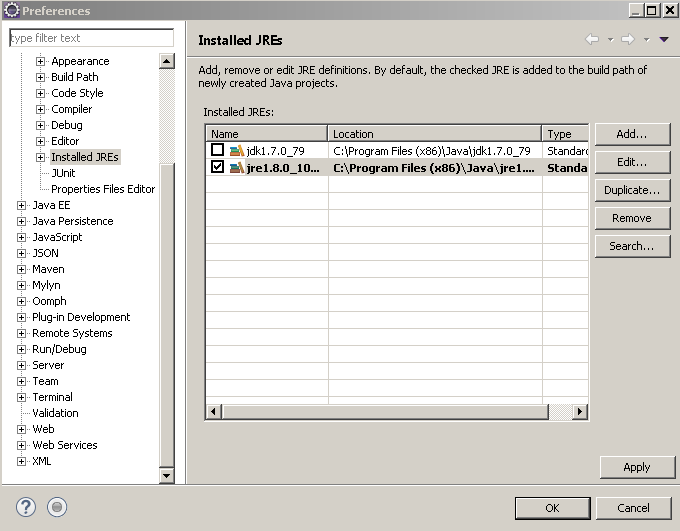 Preferences
type filter text
Appearance
Build Path
Code Style
Compiler
Debug
Editor
Installed JREs
JUnit
Properties Files Editor
Java EE
Java Persistence
JavaScript
JSON
Maven
Mylyn
Oomph
Plug-in Development
Remote Systems
Run/Debug
Server
Team
Terminal
Validation
Web
Web Services
XML
Installed JREs
Add, remove or edit JRE definitions. By default, the checked JRE is added to the build path of
newly created Java projects.
Installed JREs:
Name Location Type
jdk1.7.0_79 C:\Program Files (x86)\Java\jdk1.7.0_79 Standard
jre1.8.0_10... C:\Program Files (x86)\Java\jre1.... Standa
Add...
Edit...
Duplicate...
Remove
Search...
Apply
?
OK Cancel